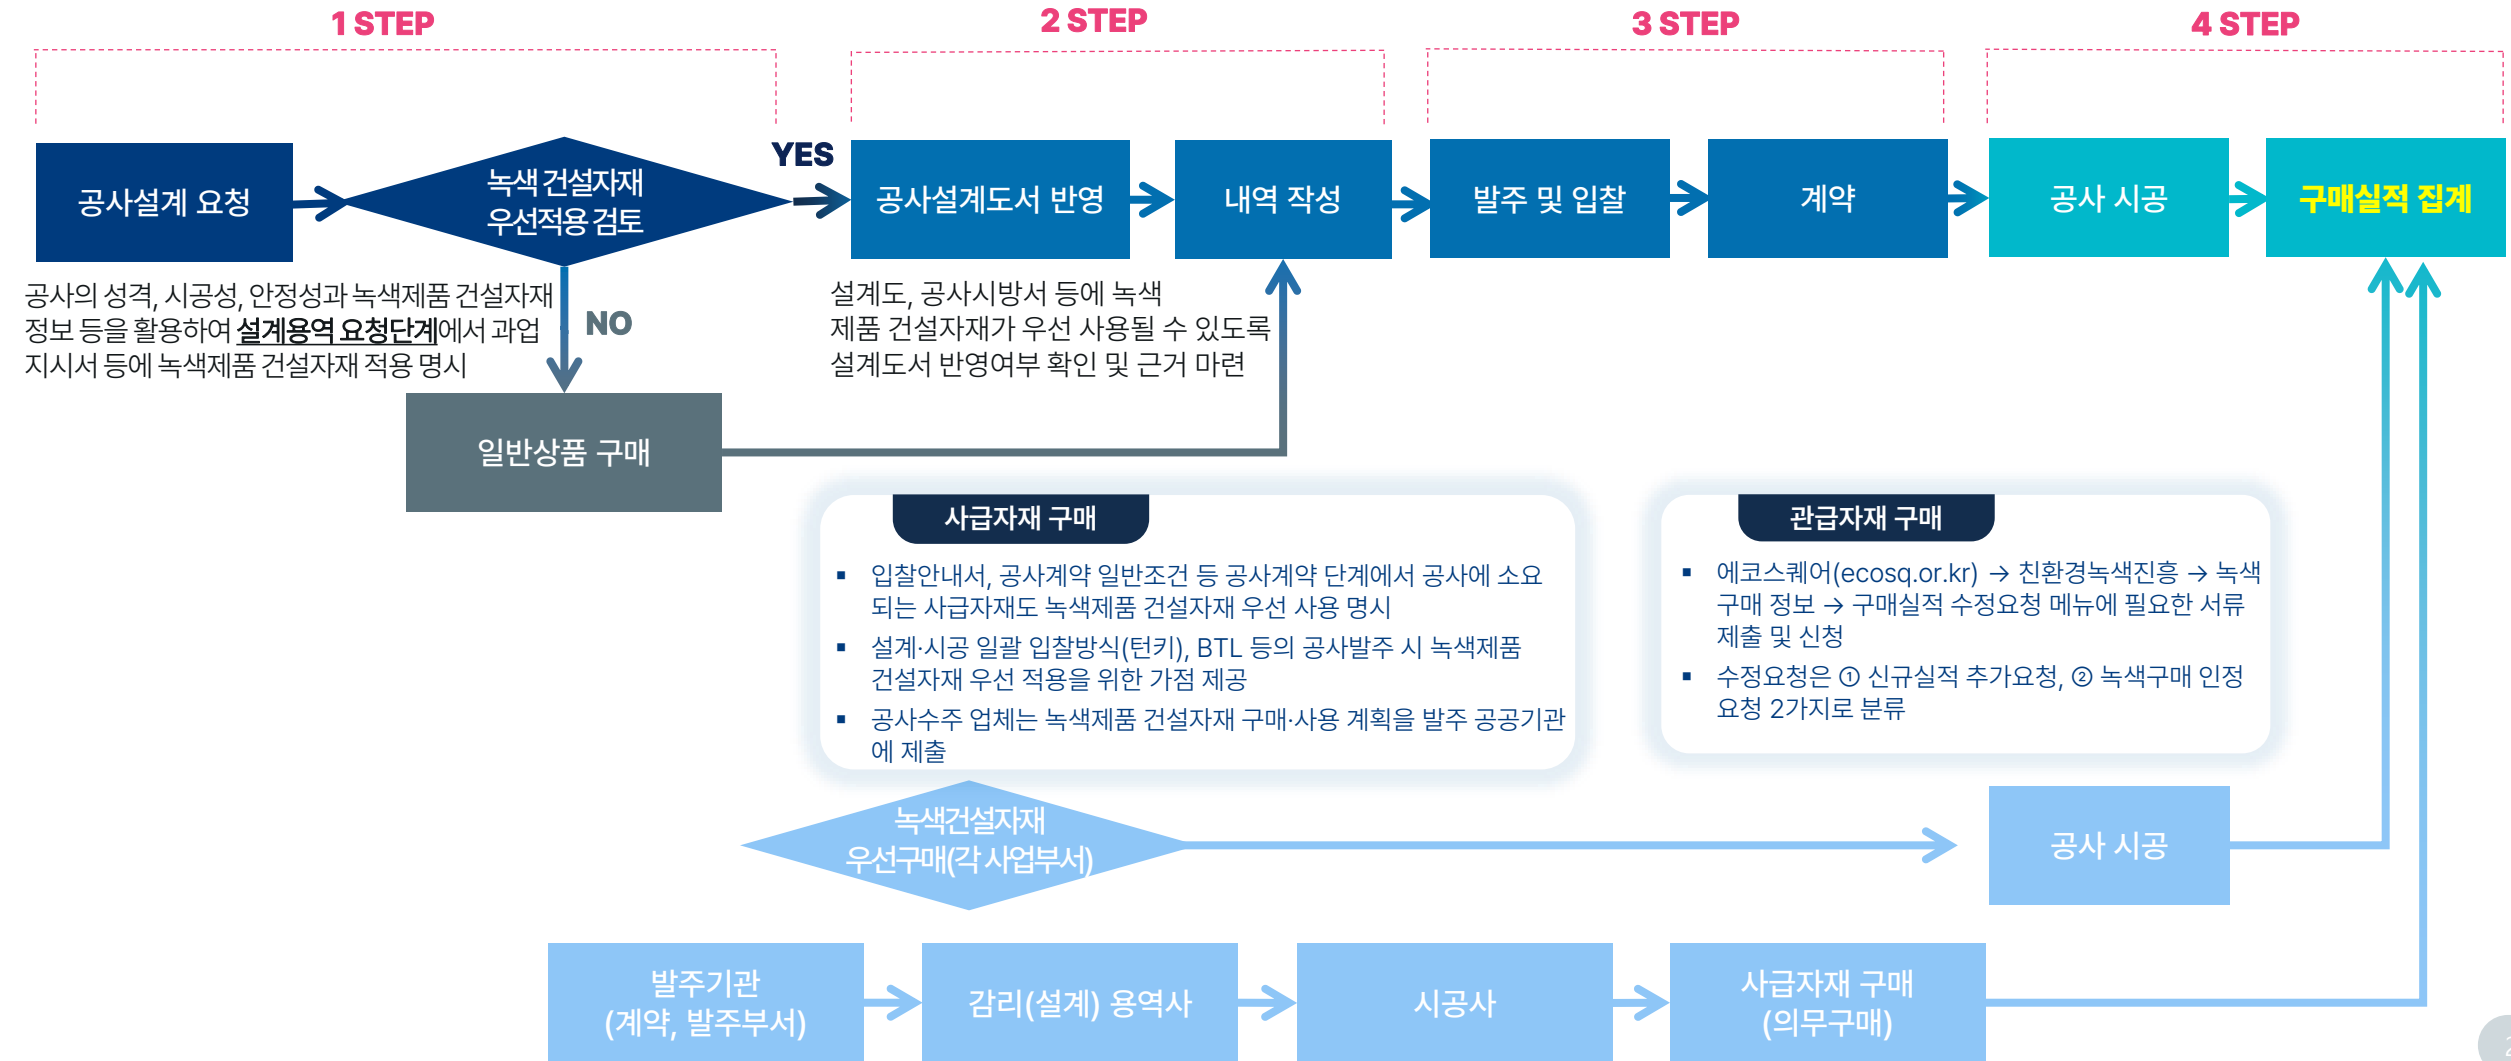 1 STEP
2 STEP
3 STEP
4 STEP
공사설계 요청
녹색 건설자재
우선적용 검토
YES
공사설계도서 반영
내역 작성
발주 및 입찰
계약
공사 시공
구매실적 집계
공사의 성격, 시공성, 안정성과 녹색제품 건설자재
정보 등을 활용하여 설계용역 요청단계에서 과업
지시서 등에 녹색제품 건설자재 적용 명시
NO
설계도, 공사시방서 등에 녹색
제품 건설자재가 우선 사용될 수 있도록
설계도서 반영여부 확인 및 근거 마련
일반상품 구매
사급자재 구매
▪ 입찰안내서, 공사계약 일반조건 등 공사계약 단계에서 공사에 소요
되는 사급자재도 녹색제품 건설자재 우선 사용 명시
▪ 설계·시공 일괄 입찰방식(턴키), BTL 등의 공사발주 시 녹색제품
건설자재 우선 적용을 위한 가점 제공
▪ 공사수주 업체는 녹색제품 건설자재 구매·사용 계획을 발주 공공기관
에 제출
관급자재 구매
▪ 에코스퀘어(ecosq.or.kr) → 친환경녹색진흥 → 녹색
구매 정보 → 구매실적 수정요청 메뉴에 필요한 서류
제출 및 신청
▪ 수정요청은 ① 신규실적 추가요청, ② 녹색구매 인정
요청 2가지로 분류
녹색건설자재
우선구매(각 사업부서)
공사 시공
발주기관
(계약, 발주부서)
감리(설계) 용역사
시공사
사급자재 구매
(의무구매)